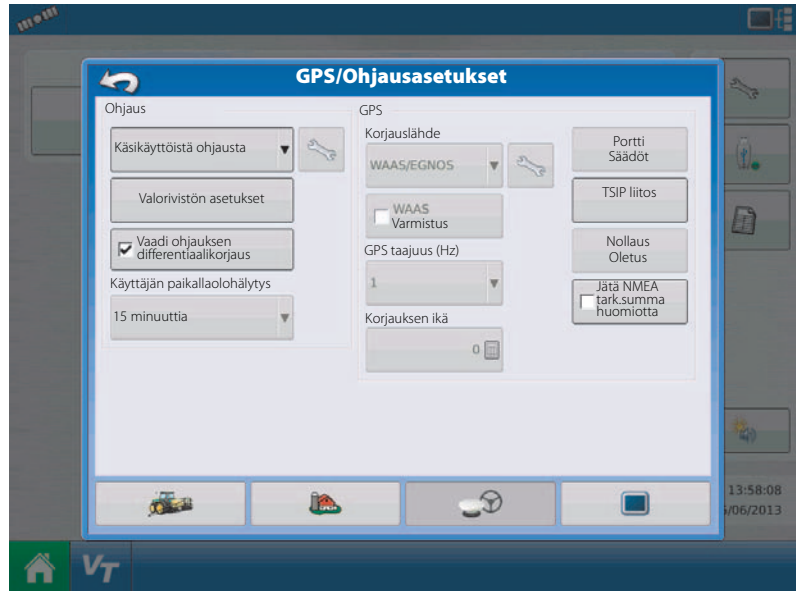 GPS/Ohjausasetukset
Ohjaus
Käsikäyttöistä ohjausta
Valorivistön asetukset
Vaadi ohjauksen
differentiaalikorjaus
Käyttäjän paikallaolohälytys
15 minuuttia
GPS
Korjauslähde
WAAS/EGNOS
WAAS
Varmistus
GPS taajuus (Hz)
1
Korjauksen ikä
0
Portti
Säädöt
TSIP liitos
Nollaus
Oletus
Jätä NMEA
tark.summa
huomiotta
13:58:08
/06/2013
VT